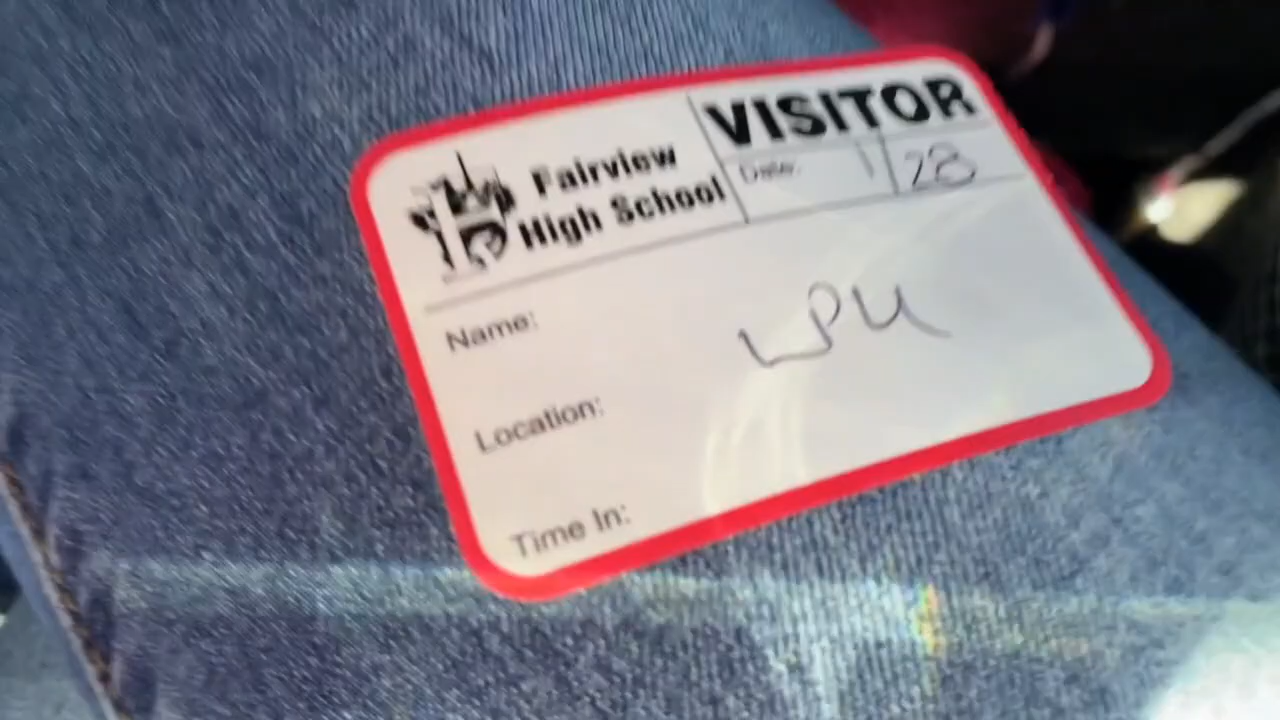 VISITOR
Fairview
High School
Date: 1 28
Name:
Location:
Time In: